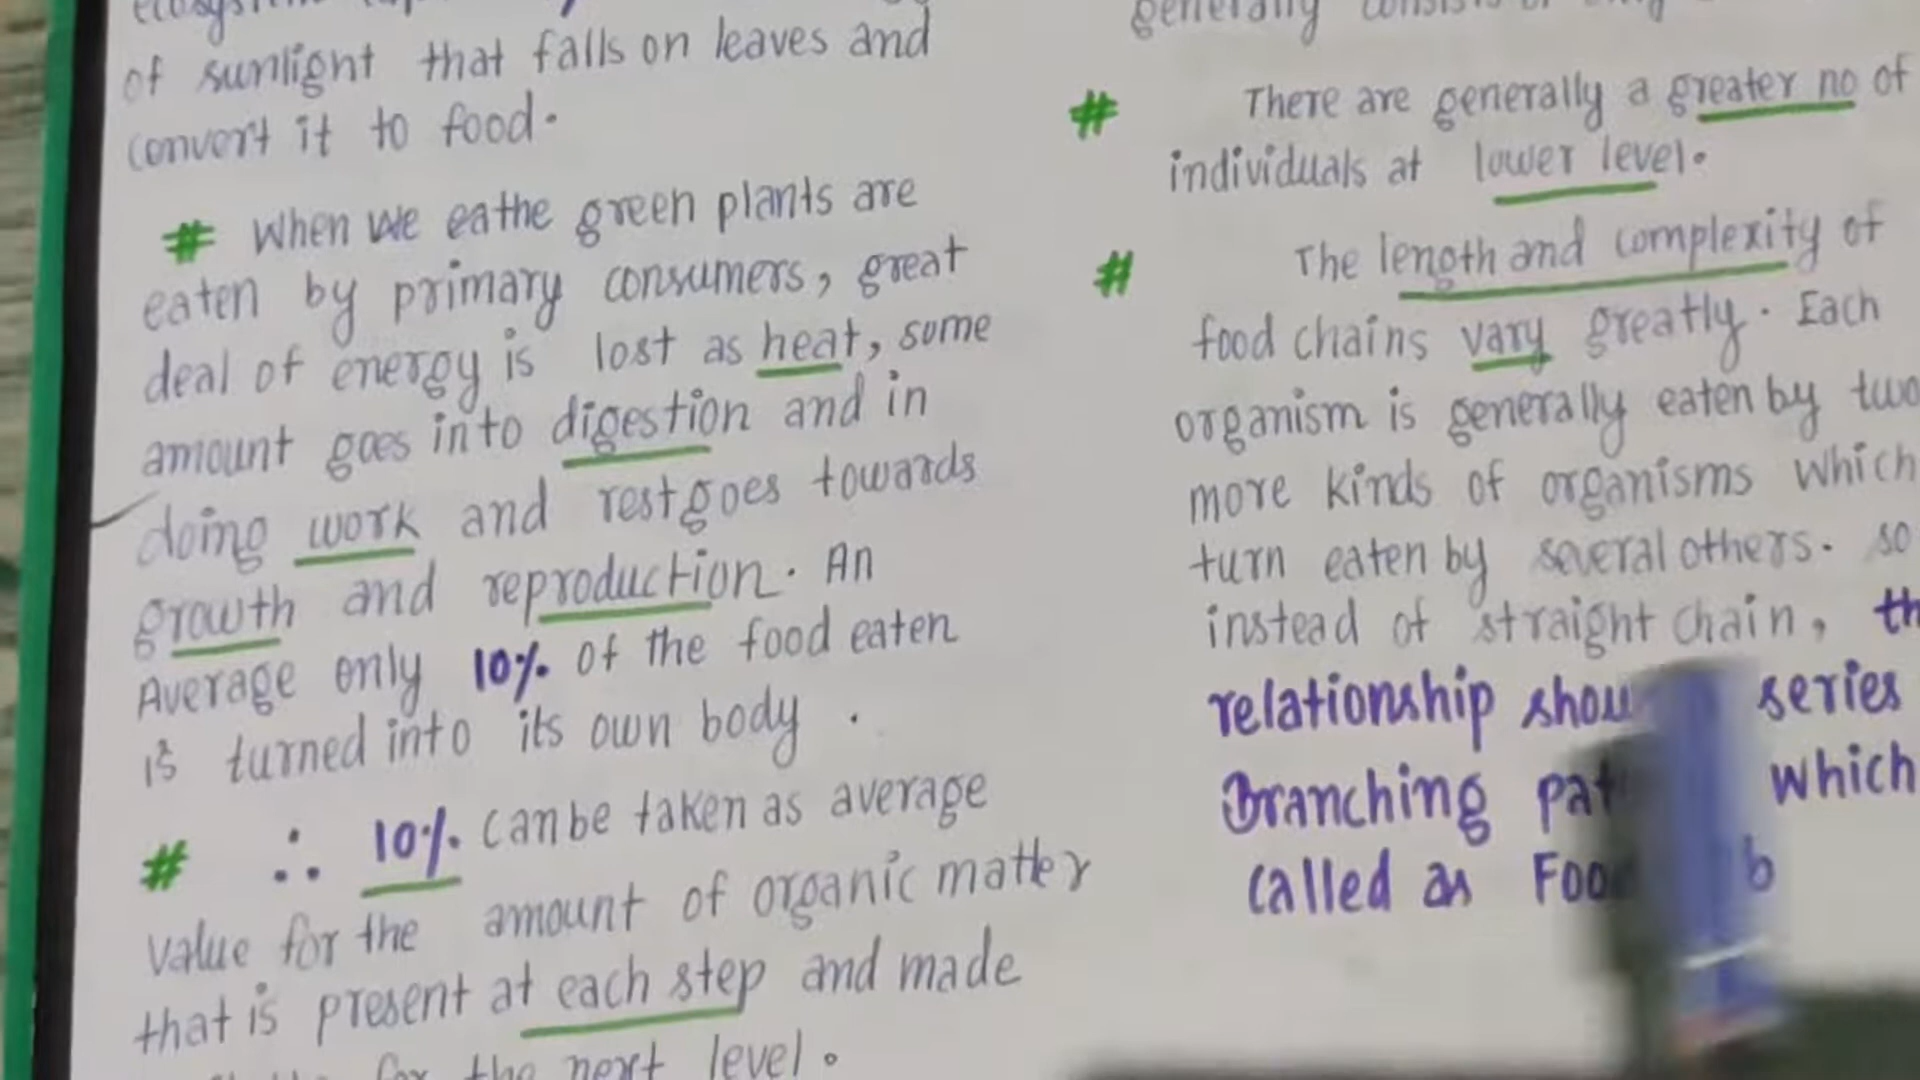 of sunlight that falls on leaves and
convert it to food.
# When we eathe green plants are
eaten by primary consumers, great
deal of energy is lost as heat, some
amount goes into digestion and in
doing work and rest goes towards
growth and reproduction. An
Average only 10% of the food eaten
is turned into its own body .
# ∴ 10% can be taken as average
value for the amount of organic matter
that is present at each step and made
for the next level.
generally consists of
# There are generally a greater no of
individuals at lower level.
# The length and complexity of
food chains vary greatly. Each
organism is generally eaten by two
more kinds of organisms which
turn eaten by several others. so
instead of straight chain,
relationship series
Branching which
called as